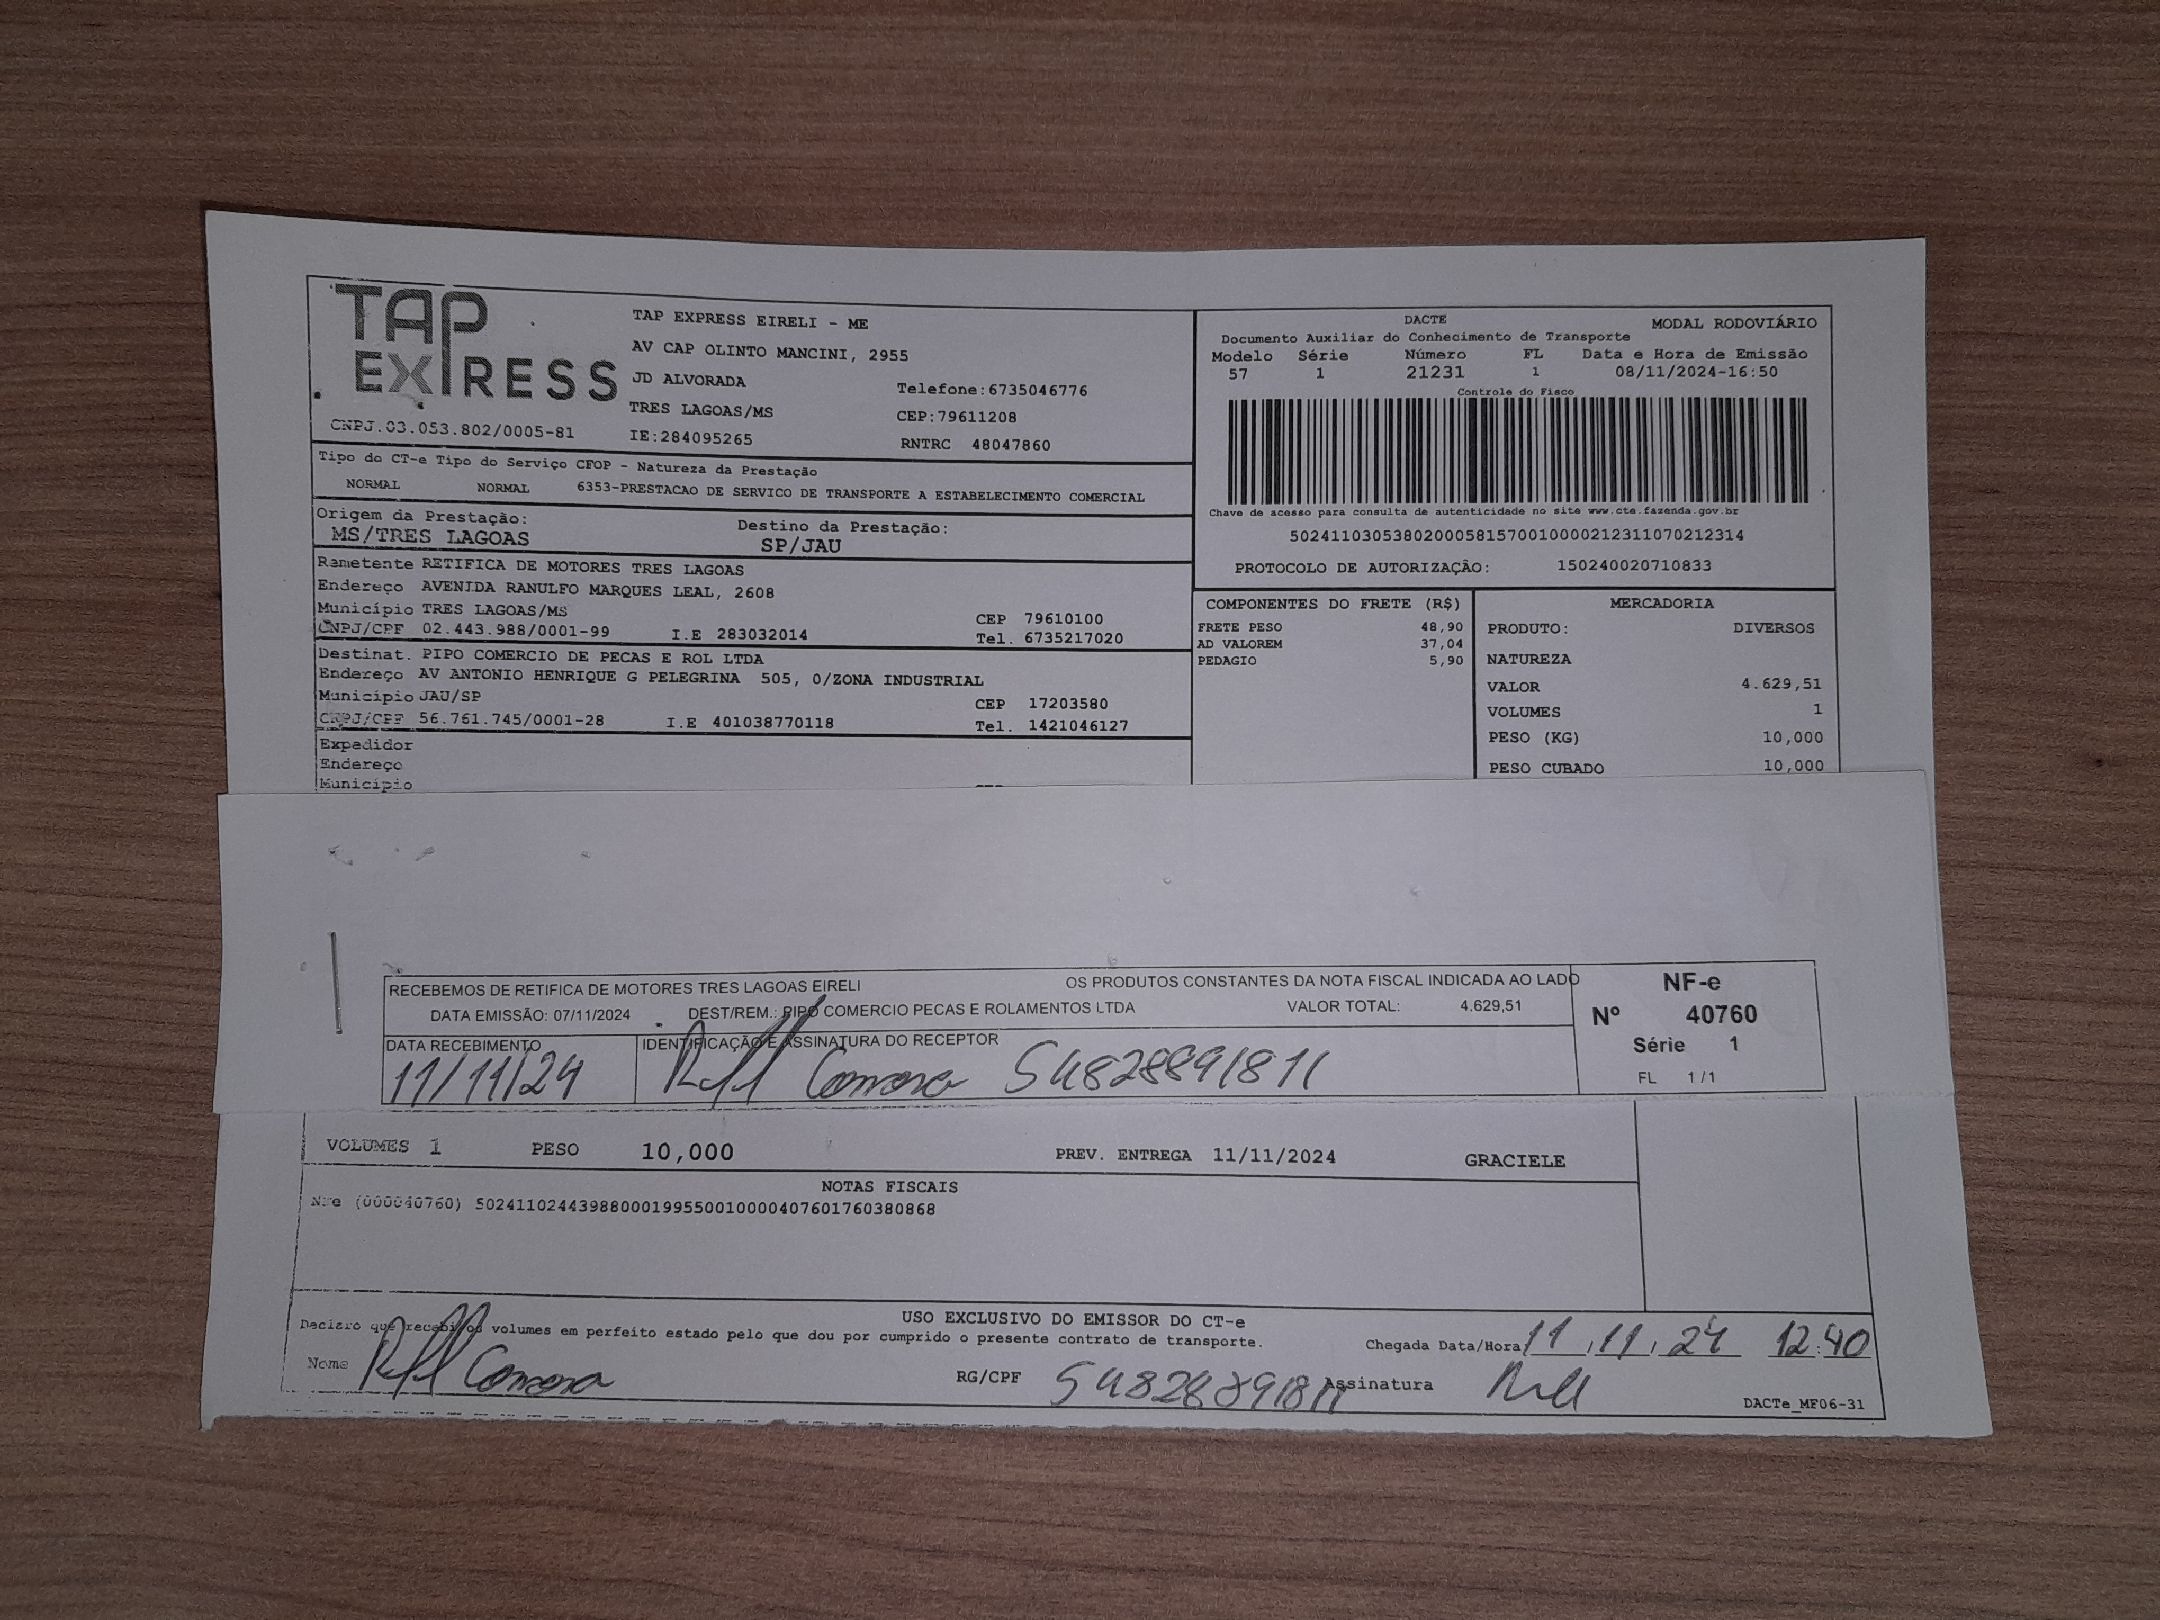 TAP EXPRESS
TAP EXPRESS EIRELI - ME
AV CAP OLINTO MANCINI, 2955
JD ALVORADA Telefone:6735046776
TRES LAGOAS/MS CEP:79611208
CNPJ.03.053.802/0005-81 IE:284095265 RNTRC 48047860
Tipo do CT-e Tipo do Serviço CFOP - Natureza da Prestação
NORMAL NORMAL 6353-PRESTACAO DE SERVICO DE TRANSPORTE A ESTABELECIMENTO COMERCIAL
Origem da Prestação: Destino da Prestação:
MS/TRES LAGOAS SP/JAU
Remetente RETIFICA DE MOTORES TRES LAGOAS
Endereço AVENIDA RANULFO MARQUES LEAL, 2608
Município TRES LAGOAS/MS CEP 79610100
CNPJ/CPF 02.443.988/0001-99 I.E 283032014 Tel. 6735217020
Destinat. PIPO COMERCIO DE PECAS E ROL LTDA
Endereço AV ANTONIO HENRIQUE G PELEGRINA 505, 0/ZONA INDUSTRIAL
Município JAU/SP CEP 17203580
CNPJ/CPF 56.761.745/0001-28 I.E 401038770118 Tel. 1421046127
Expedidor
Endereço
Município
DACTE MODAL RODOVIÁRIO
Documento Auxiliar do Conhecimento de Transporte
Modelo Série Número FL Data e Hora de Emissão
57 1 21231 1 08/11/2024-16:50
Controle do Fisco
Chave de acesso para consulta de autenticidade no site www.cte.fazenda.gov.br
50241103053802000581570010000212311070212314
PROTOCOLO DE AUTORIZAÇÃO: 150240020710833
COMPONENTES DO FRETE (R$)
FRETE PESO 48,90
AD VALOREM 37,04
PEDAGIO 5,90
MERCADORIA
PRODUTO: DIVERSOS
NATUREZA
VALOR 4.629,51
VOLUMES 1
PESO (KG) 10,000
PESO CUBADO 10,000
RECEBEMOS DE RETIFICA DE MOTORES TRES LAGOAS EIRELI OS PRODUTOS CONSTANTES DA NOTA FISCAL INDICADA AO LADO
DATA EMISSÃO: 07/11/2024 DEST/REM.: PIPO COMERCIO PECAS E ROLAMENTOS LTDA VALOR TOTAL: 4.629,51
DATA RECEBIMENTO IDENTIFICAÇÃO E ASSINATURA DO RECEPTOR
11/11/24 54828891811
NF-e
Nº 40760
Série 1
FL 1/1
VOLUMES 1 PESO 10,000 PREV. ENTREGA 11/11/2024 GRACIELE
NOTAS FISCAIS
NFe (000040760) 50241102443988000199550010000407601760380868
USO EXCLUSIVO DO EMISSOR DO CT-e
Declaro que recebi os volumes em perfeito estado pelo que dou por cumprido o presente contrato de transporte. Chegada Data/Hora 11/11/24 12:40
Nome RG/CPF 54828891811 Assinatura
DACTe_MF06-31